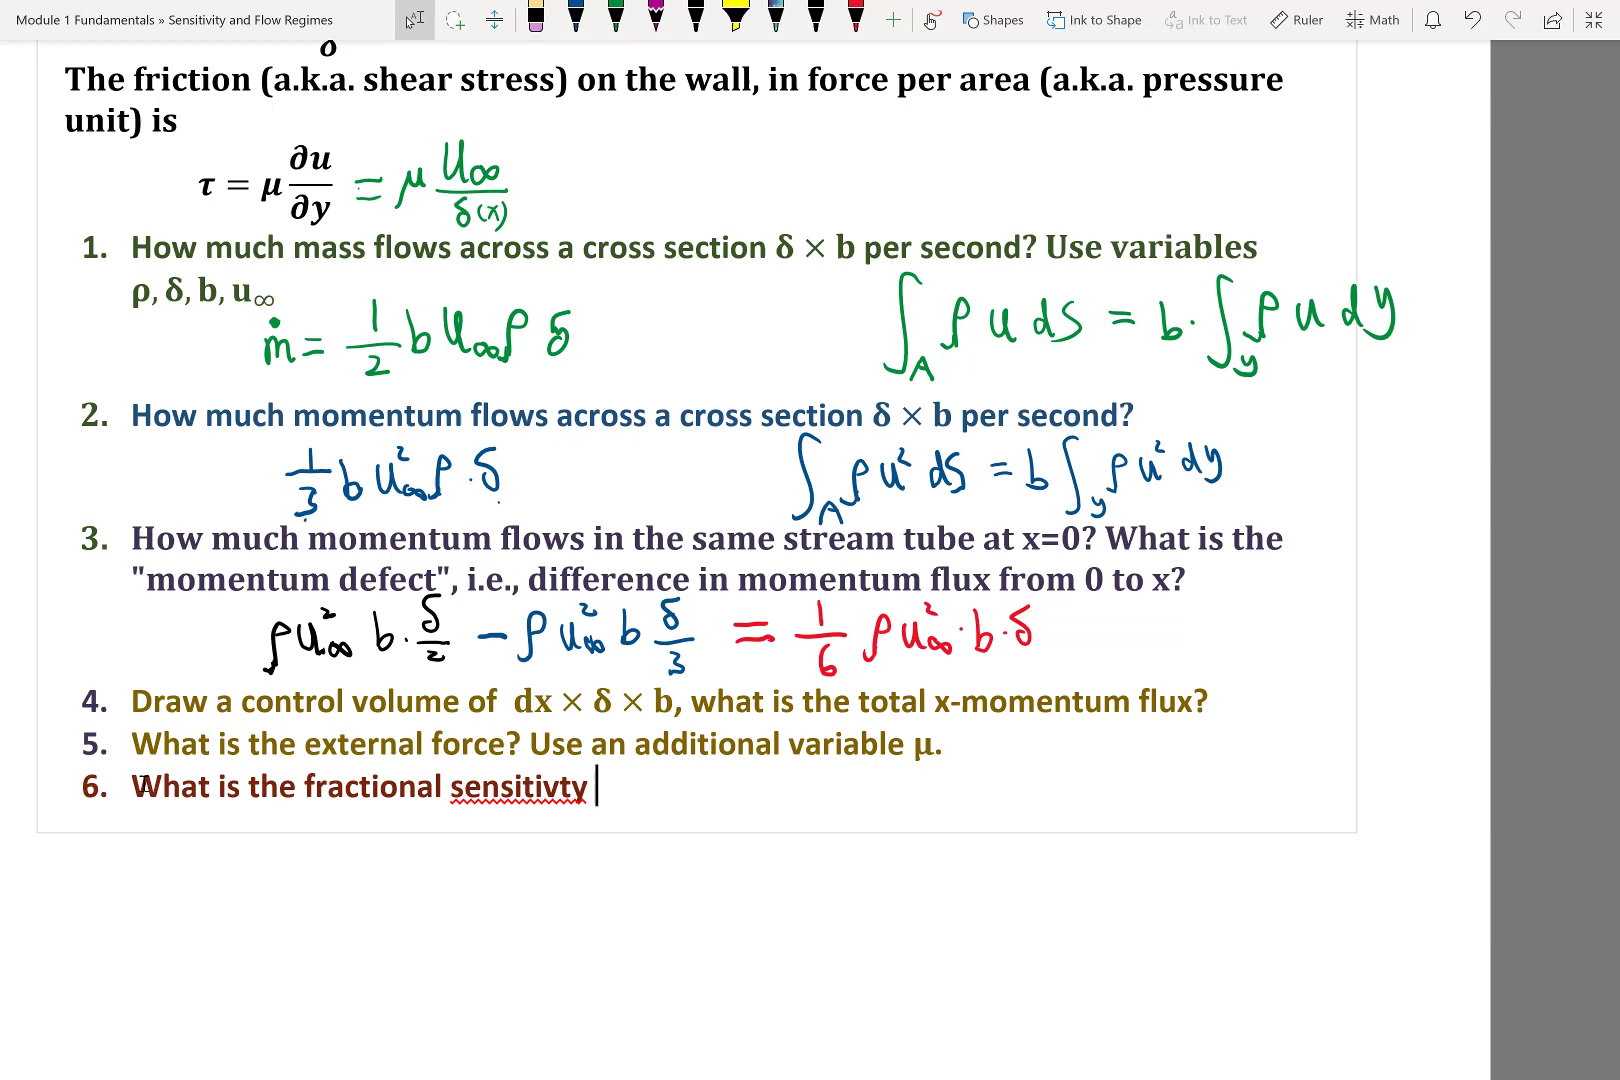 Module 1 Fundamentals » Sensitivity and Flow Regimes
Shapes Ink to Shape Ink to Text Ruler Math
δ
The friction (a.k.a. shear stress) on the wall, in force per area (a.k.a. pressure
unit) is
τ = μ ∂u/∂y = μ U∞/δ(x)
1. How much mass flows across a cross section δ × b per second? Use variables
ρ, δ, b, u∞
ṁ = 1/2 b U∞ ρ δ ∫_A ρ u ds = b · ∫_y ρ u dy
2. How much momentum flows across a cross section δ × b per second?
1/3 b U∞² ρ · δ ∫_A ρ u² ds = b ∫_y ρ u² dy
3. How much momentum flows in the same stream tube at x=0? What is the
"momentum defect", i.e., difference in momentum flux from 0 to x?
ρ u∞² b · δ/2 − ρ u∞² b δ/3 = 1/6 ρ u∞² · b · δ
4. Draw a control volume of dx × δ × b, what is the total x-momentum flux?
5. What is the external force? Use an additional variable μ.
6. What is the fractional sensitivty